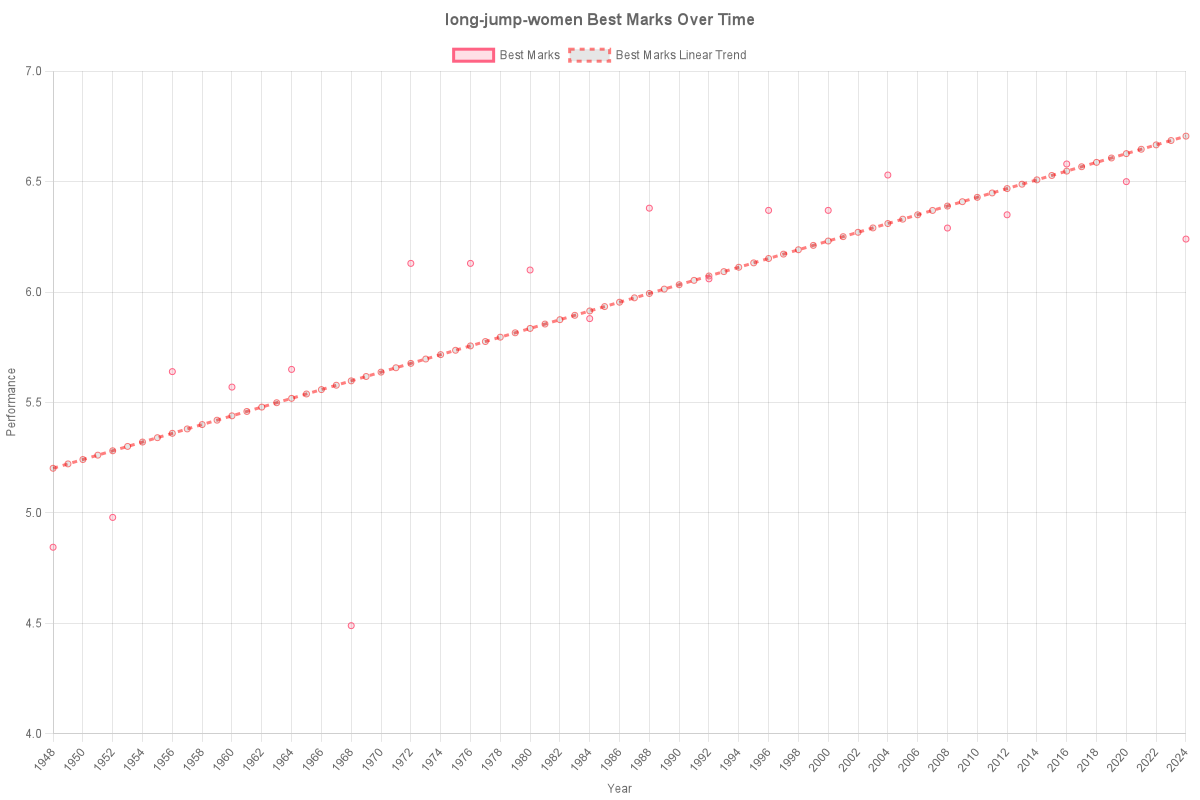 long-jump-women Best Marks Over Time
Best Marks Best Marks Linear Trend
7.0
6.5
6.0
5.5
5.0
4.5
4.0
Performance
1948 1950 1952 1954 1956 1958 1960 1962 1964 1966 1968 1970 1972 1974 1976 1978 1980 1982 1984 1986 1988 1990 1992 1994 1996 1998 2000 2002 2004 2006 2008 2010 2012 2014 2016 2018 2020 2022 2024
Year